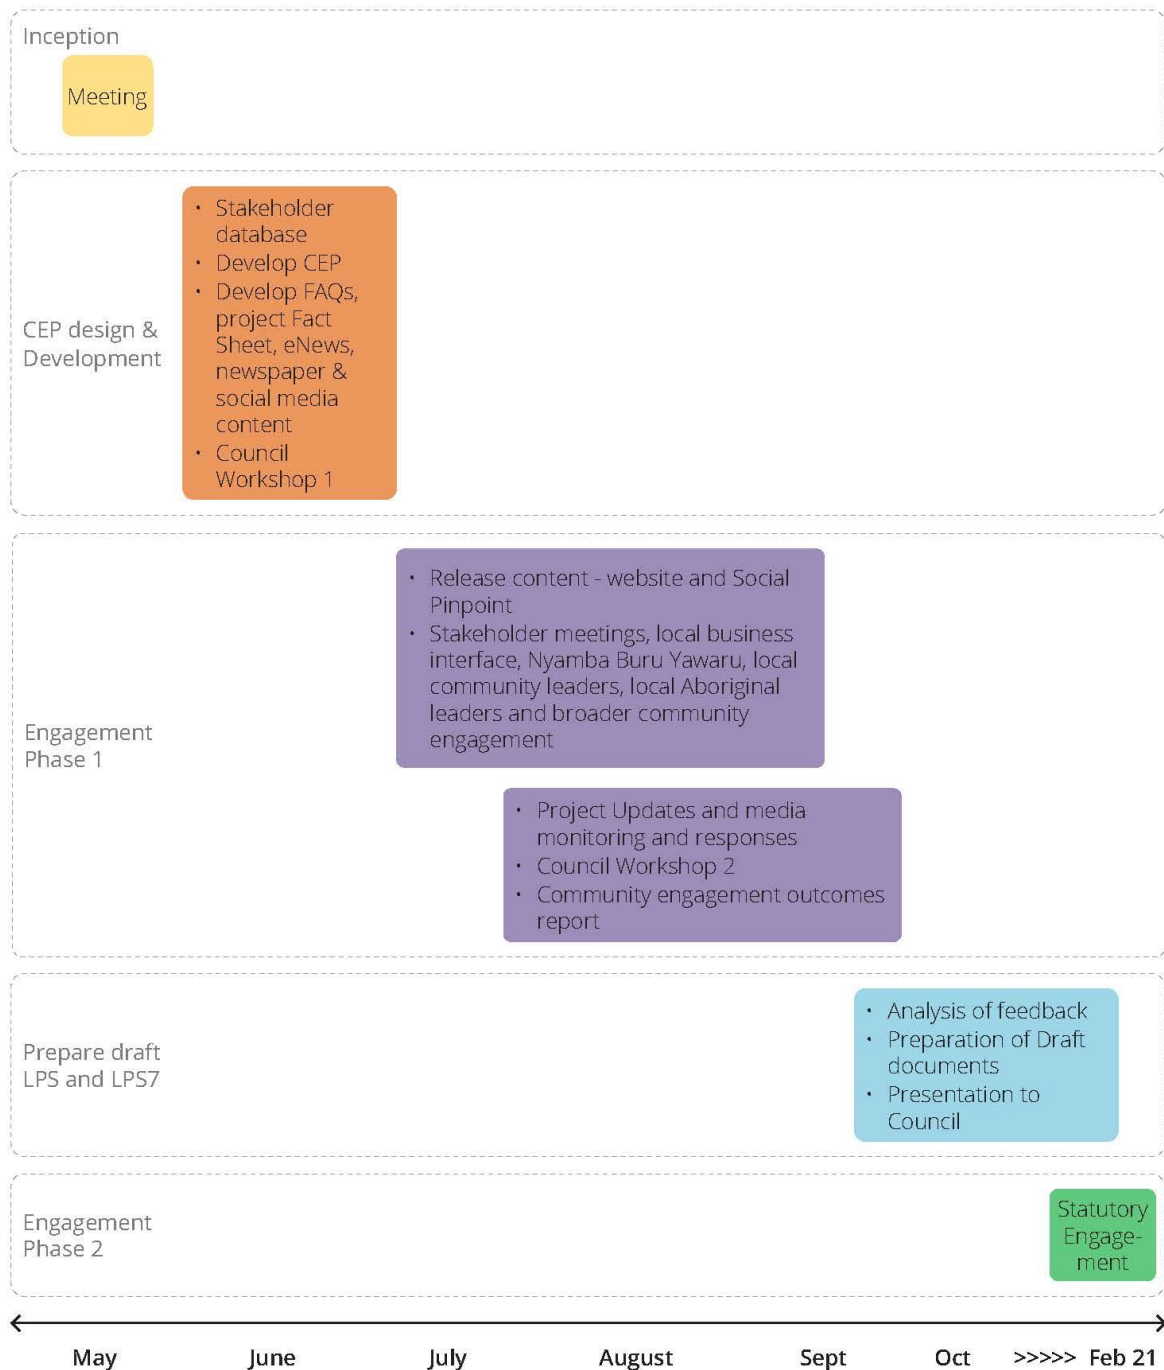 Inception
Meeting
CEP design &
Development
• Stakeholder
database
• Develop CEP
• Develop FAQs,
project Fact
Sheet, eNews,
newspaper &
social media
content
• Council
Workshop 1
Engagement
Phase 1
• Release content - website and Social
Pinpoint
• Stakeholder meetings, local business
interface, Nyamba Buru Yawaru, local
community leaders, local Aboriginal
leaders and broader community
engagement
• Project Updates and media
monitoring and responses
• Council Workshop 2
• Community engagement outcomes
report
Prepare draft
LPS and LPS7
• Analysis of feedback
• Preparation of Draft
documents
• Presentation to
Council
Engagement
Phase 2
Statutory
Engage-
ment
May June July August Sept Oct >>>>> Feb 21